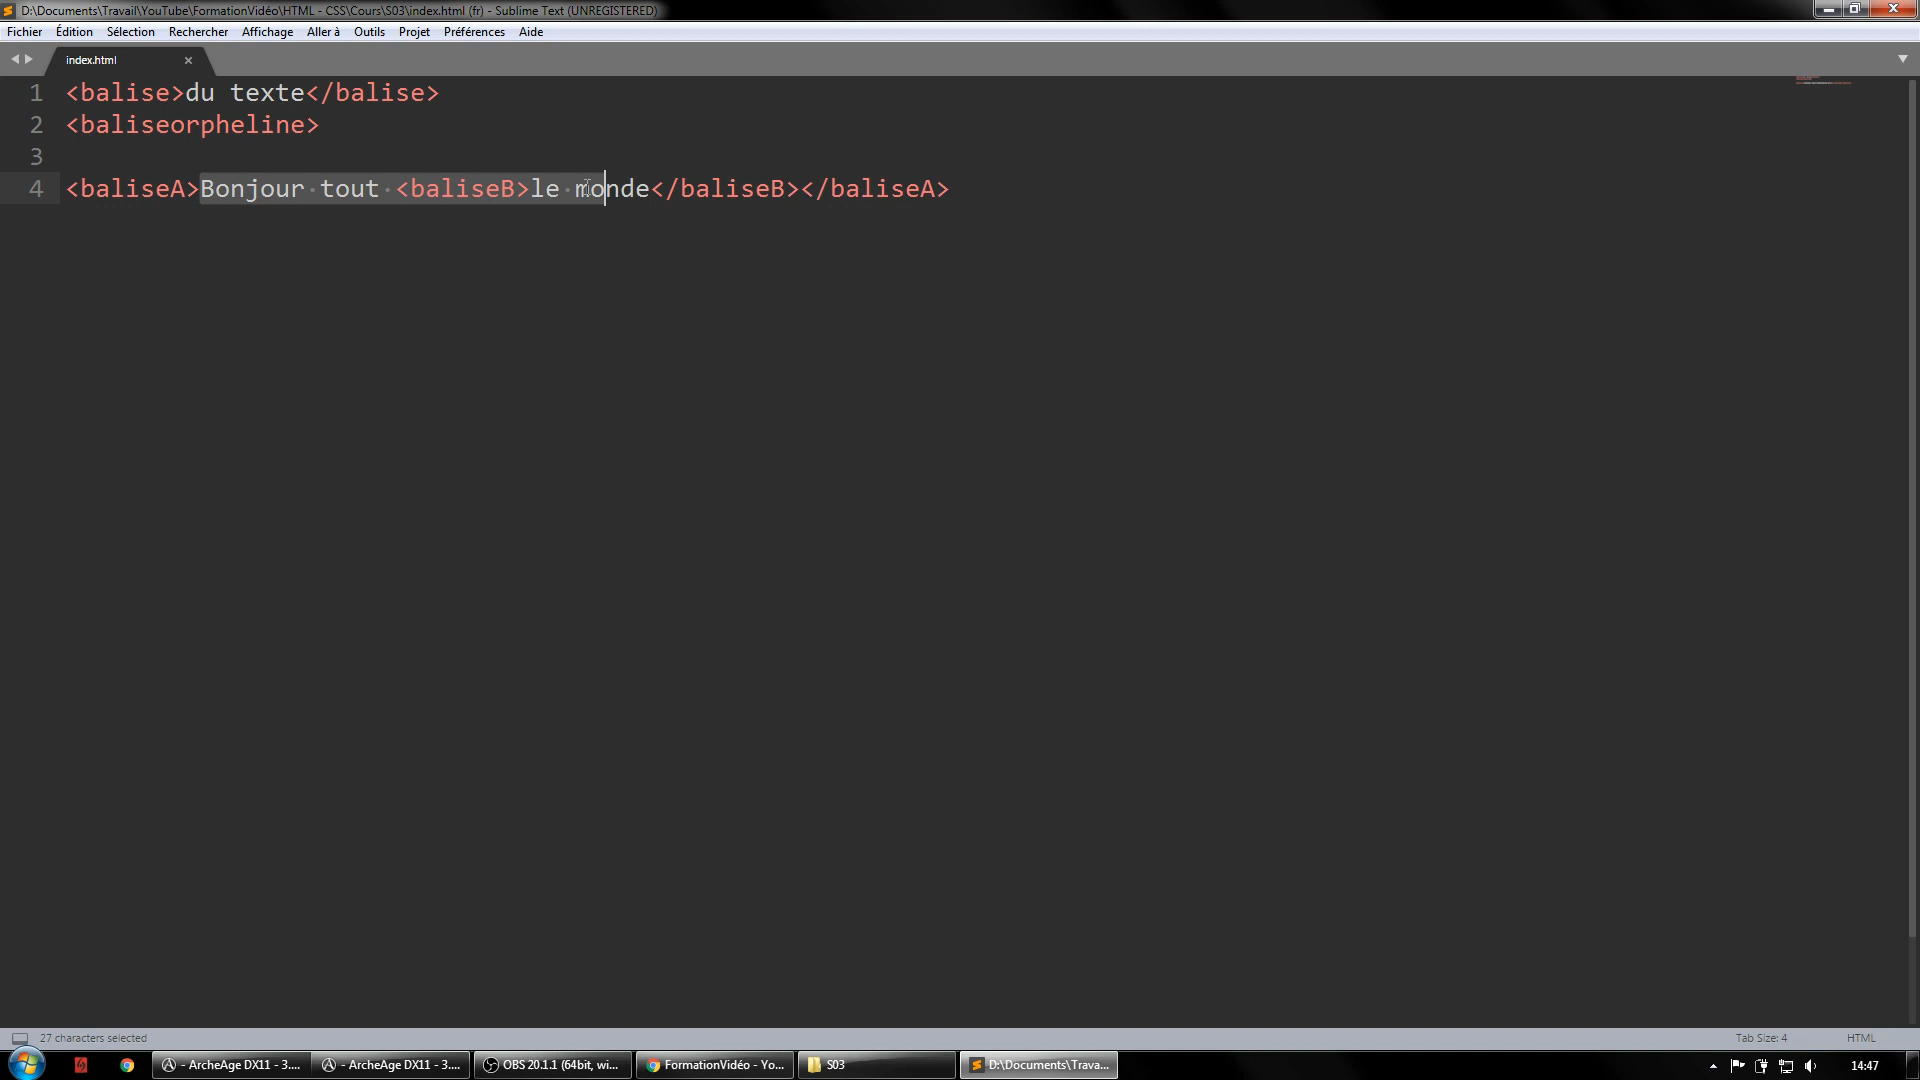 D:\Documents\Travail\YouTube\FormationVidéo\HTML - CSS\Cours\S03\index.html (fr) - Sublime Text (UNREGISTERED)
Fichier Édition Sélection Rechercher Affichage Aller à Outils Projet Préférences Aide
index.html
1 <balise>du texte</balise>
2 <baliseorpheline>
3
4 <baliseA>Bonjour tout <baliseB>le monde</baliseB></baliseA>
27 characters selected Tab Size: 4 HTML
- ArcheAge DX11 - 3.... - ArcheAge DX11 - 3.... OBS 20.1.1 (64bit, wi... FormationVidéo - Yo... S03 D:\Documents\Trava... 14:47